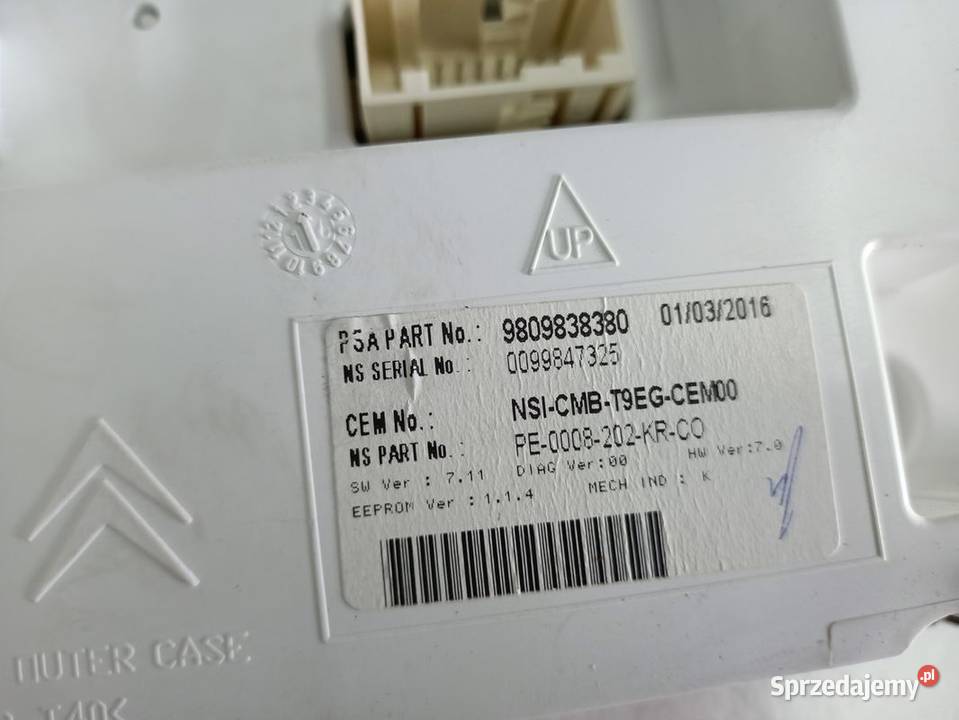 UP
PSA PART No.: 9809838380 01/03/2016
NS SERIAL No.: 0099847325
CEM No.: NSI-CMB-T9EG-CEM00
NS PART No.: PE-0008-202-KR-CO
SW Ver : 7.11 DIAG Ver:00 HW Ver:7.0
EEPROM Ver : 1.1.4 MECH IND : K
OUTER CASE
T40K
Sprzedajemy.pl